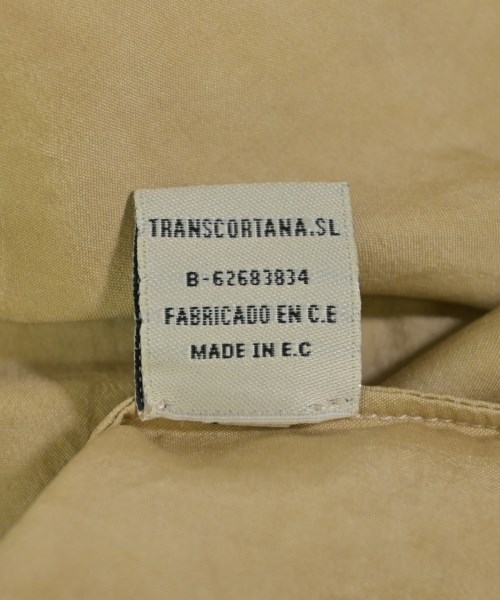 TRANSCORTANA.SL
B-62683834
FABRICADO EN C.E
MADE IN E.C